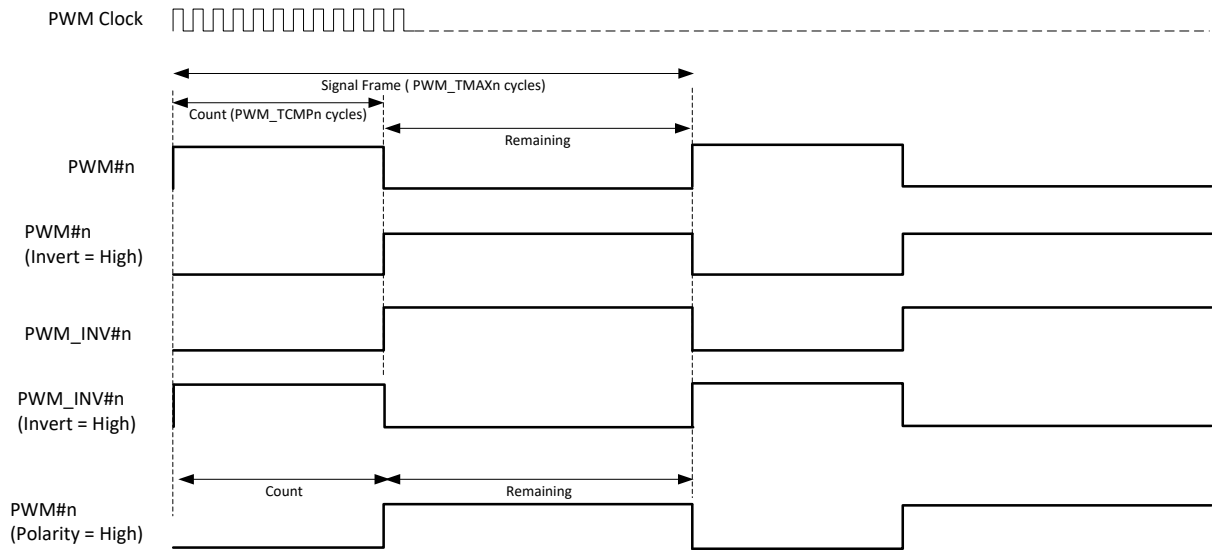 PWM Clock
Signal Frame ( PWM_TMAXn cycles)
Count (PWM_TCMPn cycles)
Remaining
PWM#n
PWM#n
(Invert = High)
PWM_INV#n
PWM_INV#n
(Invert = High)
Count
Remaining
PWM#n
(Polarity = High)